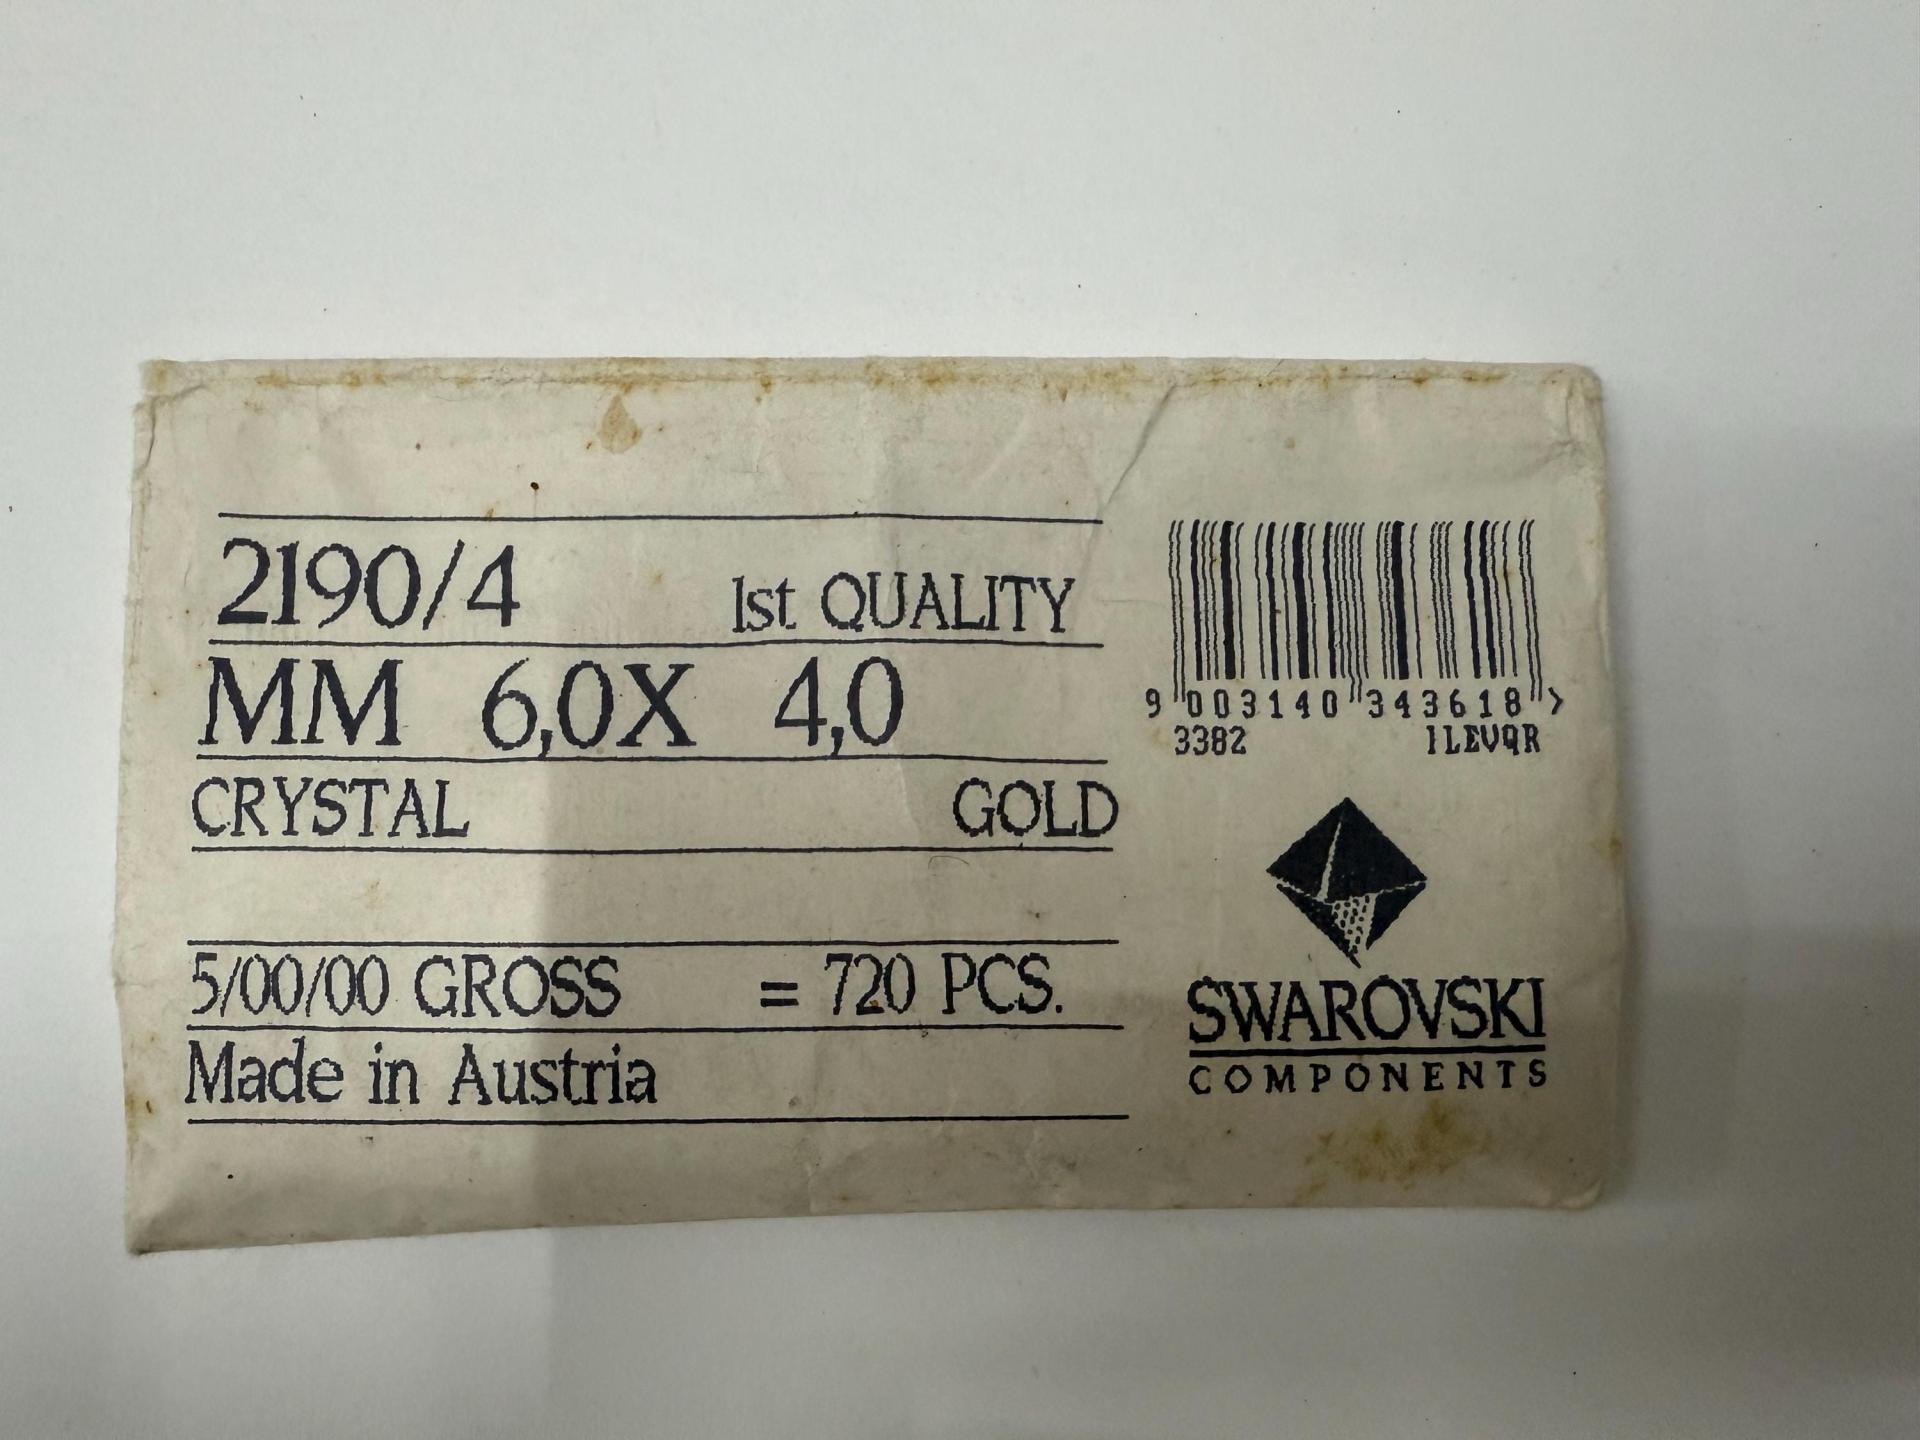 2190/4 1st QUALITY
MM 6,0X 4,0
CRYSTAL GOLD
5/00/00 GROSS = 720 PCS.
Made in Austria
9 003140 343618 >
3382 1LEVQR
SWAROVSKI
COMPONENTS